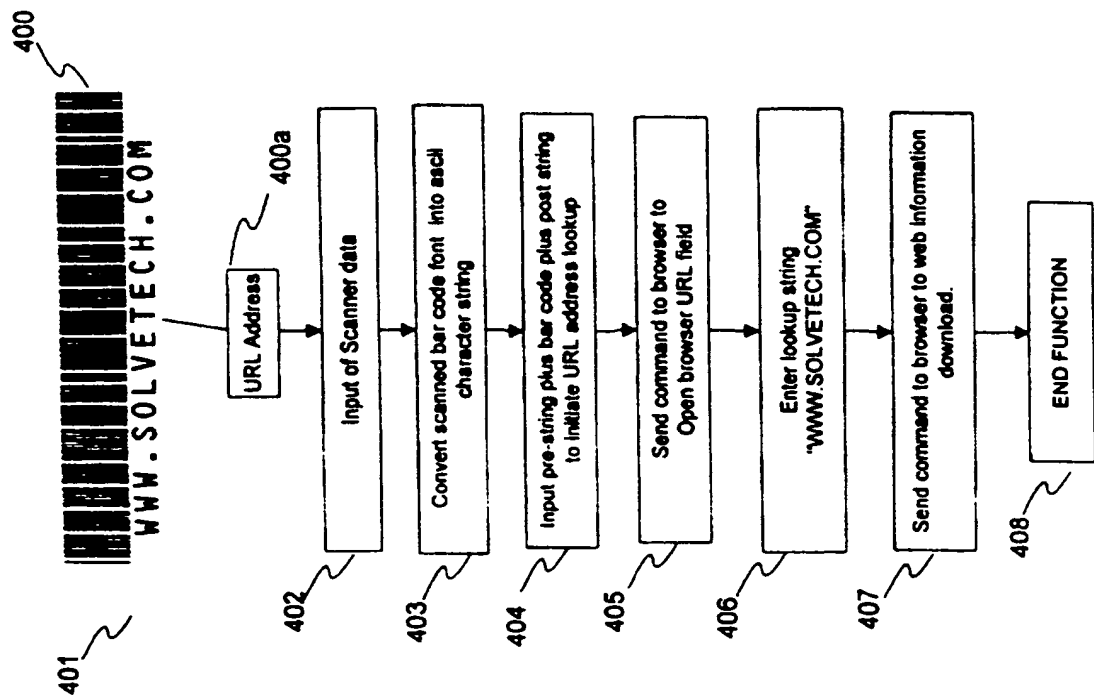 400
401
WWW.SOLVETECH.COM
400a
URL Address
402
Input of Scanner data
403
Convert scanned bar code font into ascii
character string
404
Input pre-string plus bar code plus post string
to initiate URL address lookup
405
Send command to browser to
Open browser URL field
406
Enter lookup string
"WWW.SOLVETECH.COM"
407
Send command to browser to web information
download.
408
END FUNCTION